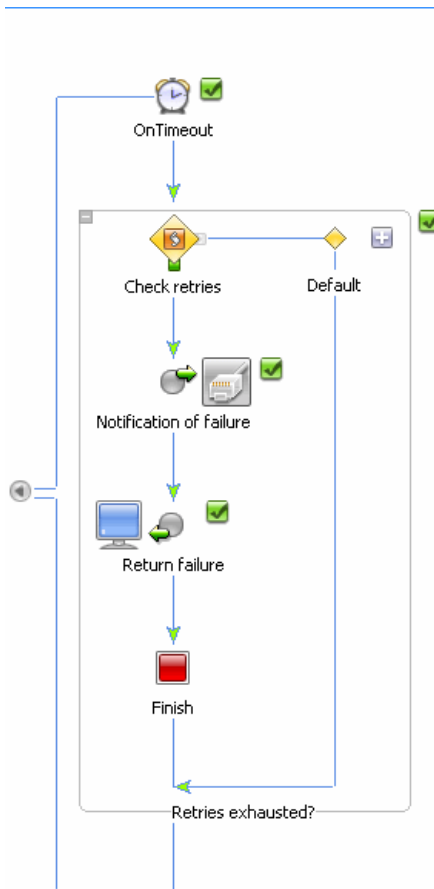 OnTimeout
Check retries
Default
Notification of failure
Return failure
Finish
Retries exhausted?